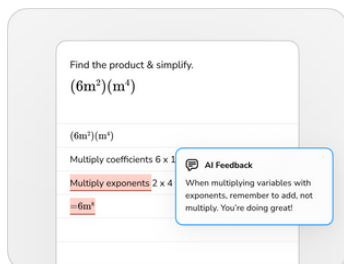 Find the product & simplify.
(6m²)(m⁴)
(6m²)(m⁴)
Multiply coefficients 6 x 1
Multiply exponents 2 x 4
=6m⁸
AI Feedback
When multiplying variables with
exponents, remember to add, not
multiply. You're doing great!